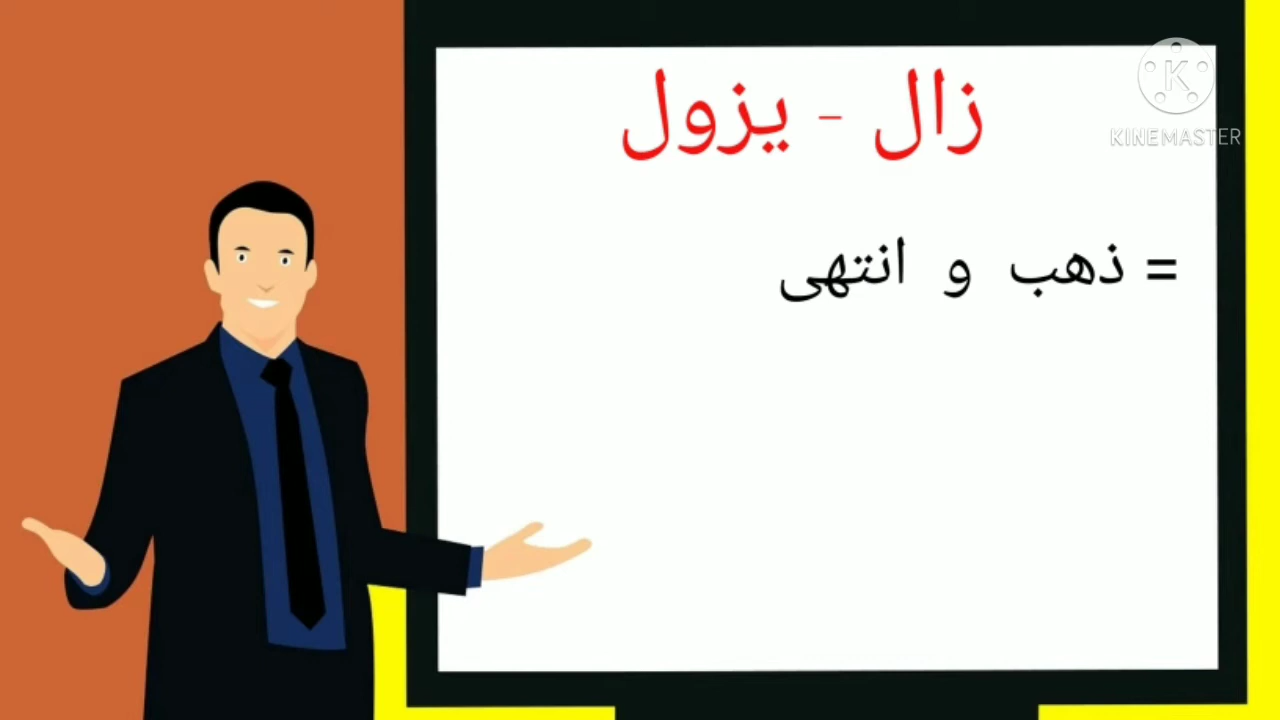 زال - يزول
= ذهب و انتهى
K
KINEMASTER